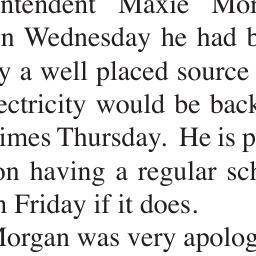 ntendent Maxie Mor
n Wednesday he had b
y a well placed source
ectricity would be back
imes Thursday. He is p
on having a regular sch
n Friday if it does.
Morgan was very apolog